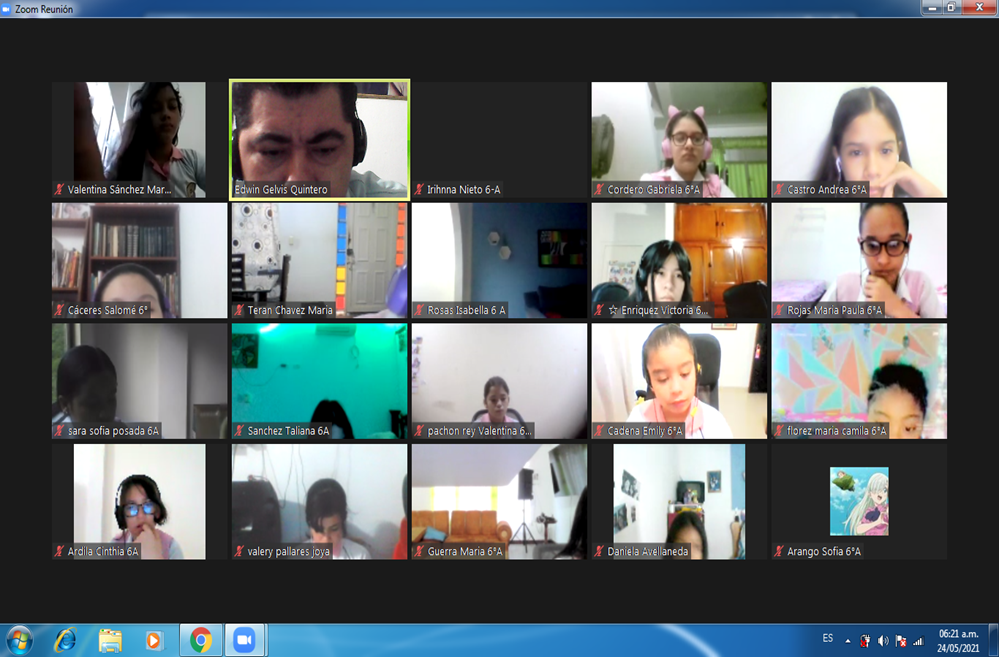 Zoom Reunión
Valentina Sánchez Mar...
Edwin Gelvis Quintero
Irihnna Nieto 6-A
Cordero Gabriela 6°A
Castro Andrea 6°A
Cáceres Salomé 6°
Teran Chavez Maria
Rosas Isabella 6 A
☆ Enriquez Victoria 6...
Rojas Maria Paula 6°A
sara sofia posada 6A
Sanchez Taliana 6A
pachon rey Valentina 6...
Cadena Emily 6°A
florez maria camila 6°A
Ardila Cinthia 6A
valery pallares joya
Guerra Maria 6°A
Daniela Avellaneda
Arango Sofia 6°A
ES
06:21 a.m.
24/05/2021